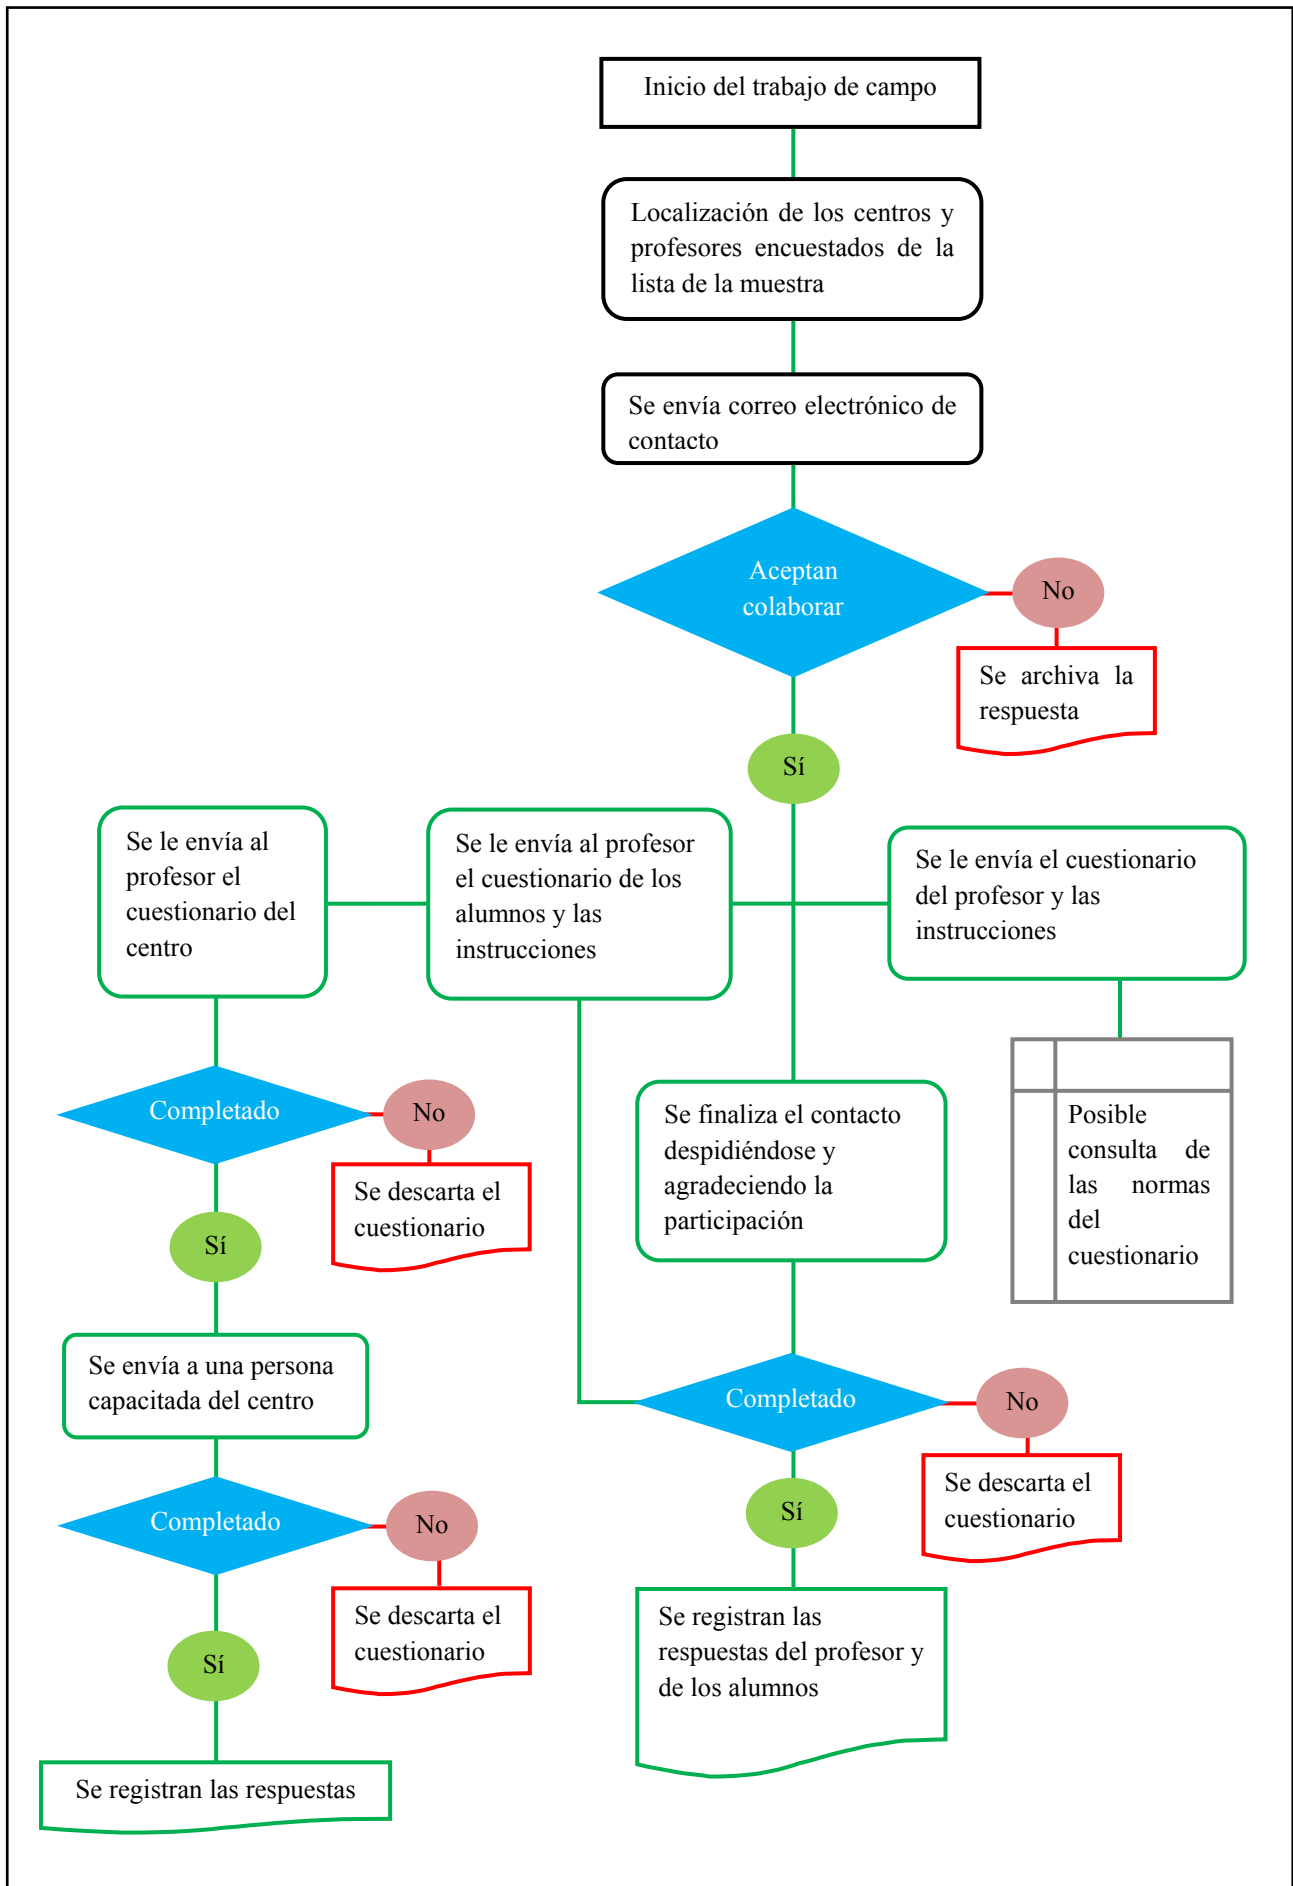 Inicio del trabajo de campo
Localización de los centros y
profesores encuestados de la
lista de la muestra
Se envía correo electrónico de
contacto
Aceptan
colaborar
No
Se archiva la
respuesta
Sí
Se le envía al
profesor el
cuestionario del
centro
Se le envía al profesor
el cuestionario de los
alumnos y las
instrucciones
Se le envía el cuestionario
del profesor y las
instrucciones
Completado
No
Se descarta el
cuestionario
Sí
Se finaliza el contacto
despidiéndose y
agradeciendo la
participación
Posible
consulta de
las normas
del
cuestionario
Se envía a una persona
capacitada del centro
Completado
No
Se descarta el
cuestionario
Sí
Completado
No
Se descarta el
cuestionario
Sí
Se registran las
respuestas del profesor y
de los alumnos
Se registran las respuestas